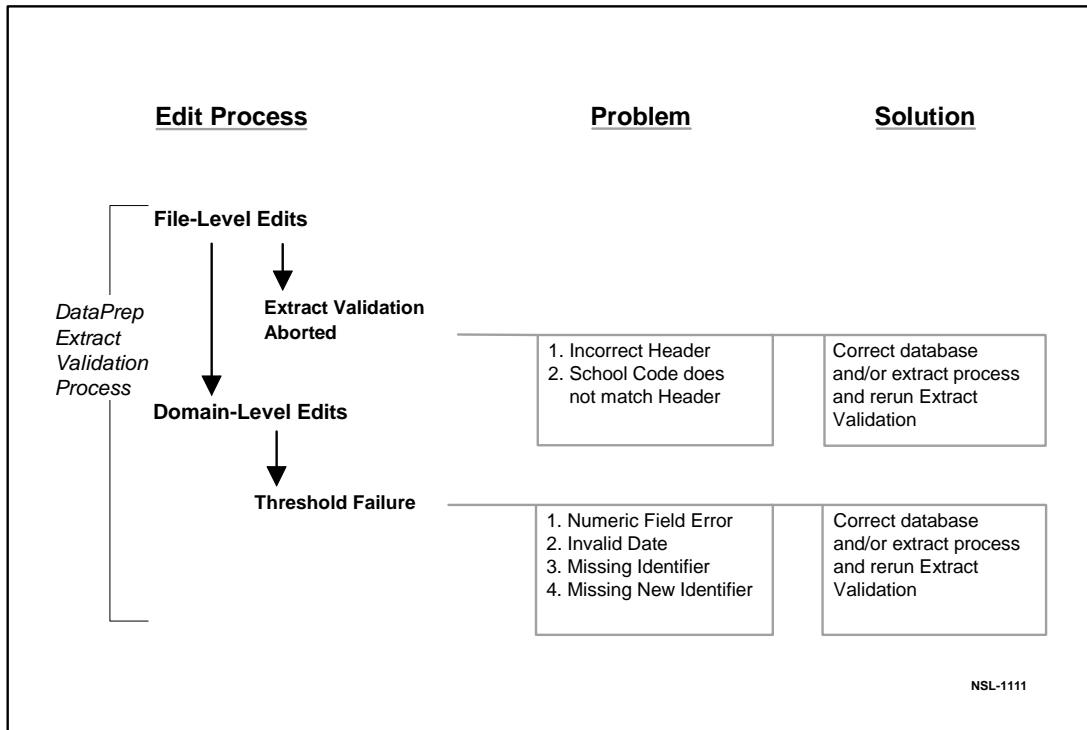 Edit Process
Problem
Solution
File-Level Edits
DataPrep
Extract
Validation
Process
Extract Validation
Aborted
1. Incorrect Header
2. School Code does
not match Header
Correct database
and/or extract process
and rerun Extract
Validation
Domain-Level Edits
Threshold Failure
1. Numeric Field Error
2. Invalid Date
3. Missing Identifier
4. Missing New Identifier
Correct database
and/or extract process
and rerun Extract
Validation
NSL-1111